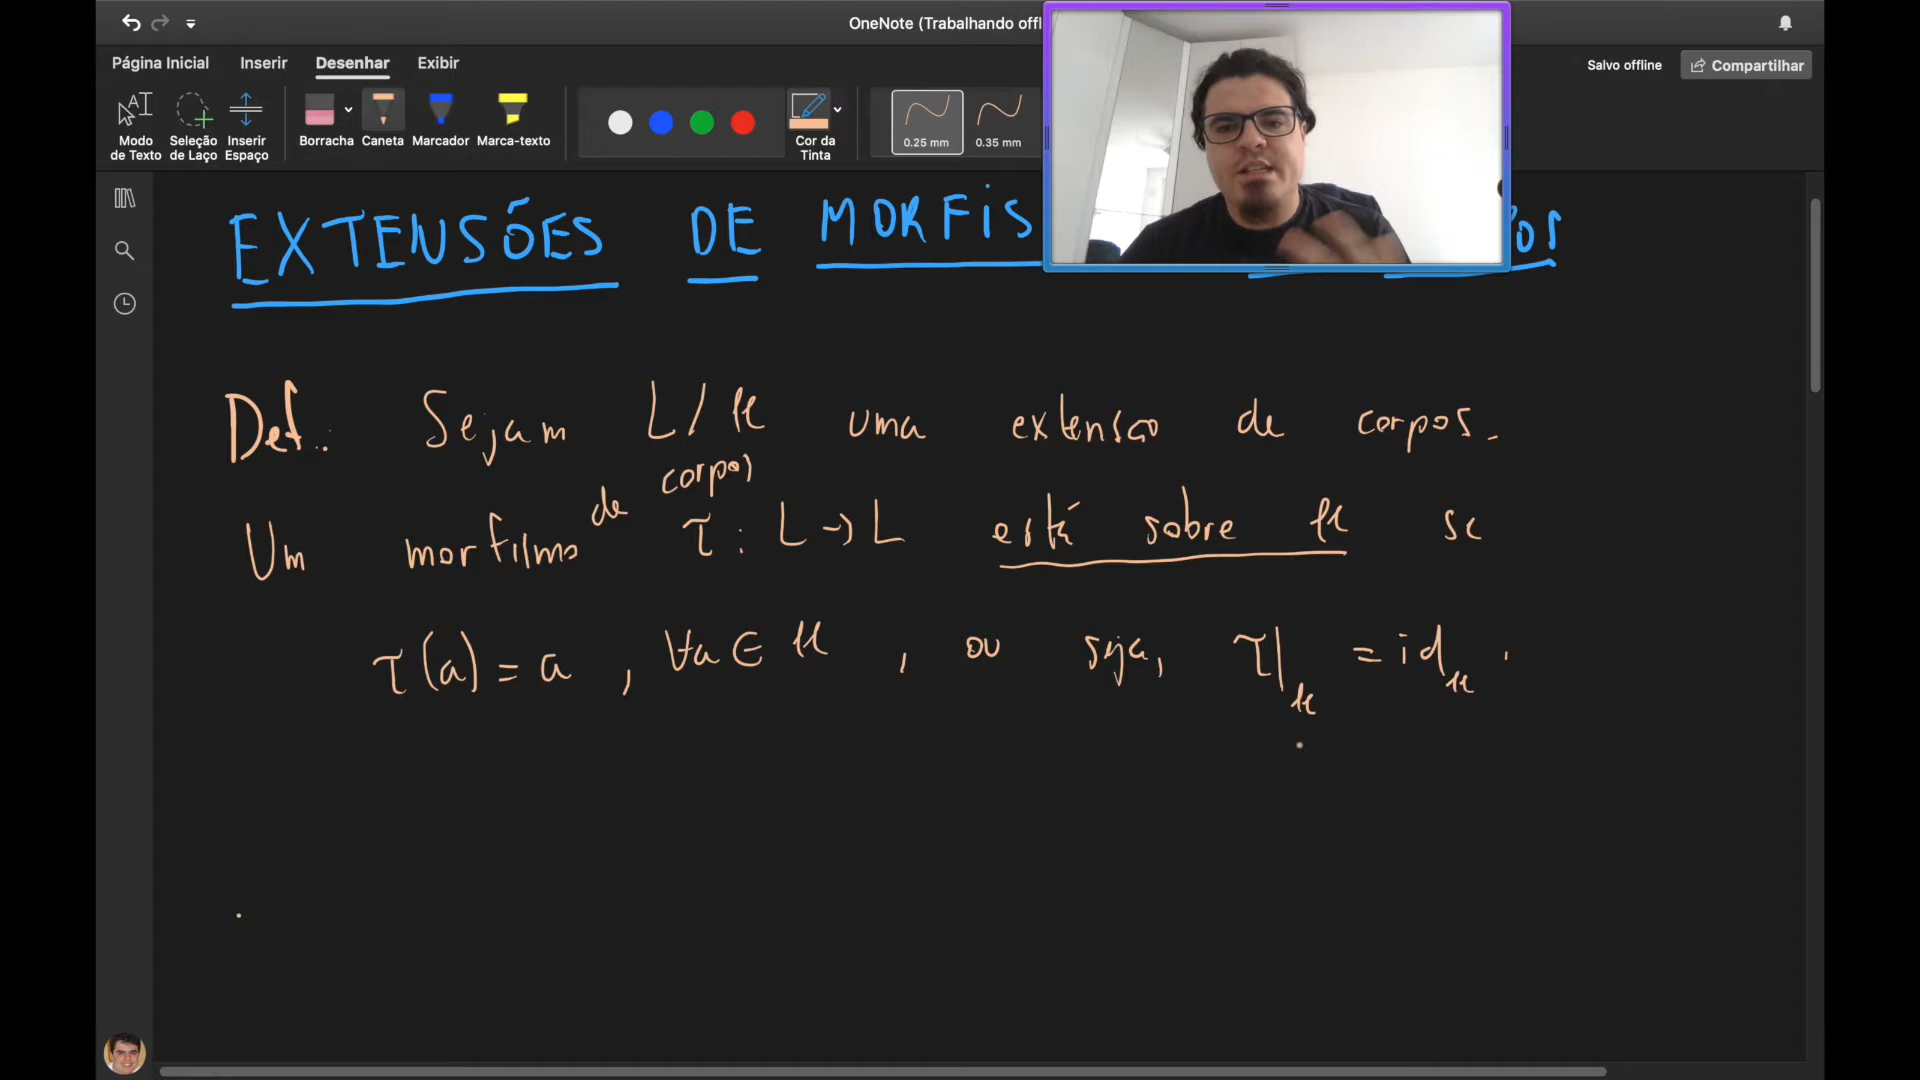 OneNote (Trabalhando offl
Página Inicial Inserir Desenhar Exibir
Salvo offline Compartilhar
Modo de Texto Seleção de Laço Inserir Espaço Borracha Caneta Marcador Marca-texto Cor da Tinta 0.25 mm 0.35 mm
EXTENSÕES DE MORFIS POS
Def.: Sejam L/K uma extensão de corpos.
Um morfismo de corpos τ: L→L está sobre K se
τ(a) = a, ∀a∈K, ou seja, τ|K = idK.